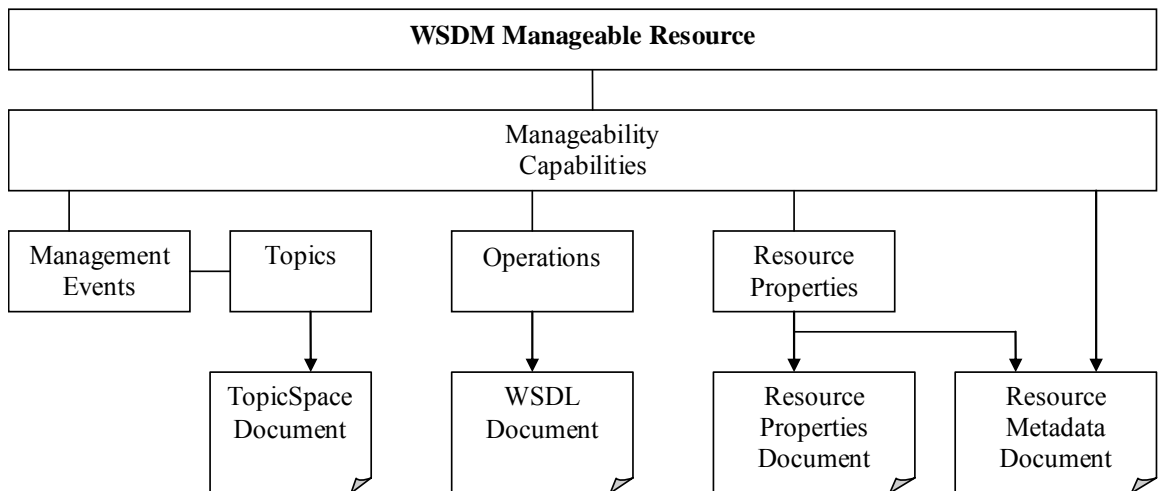 WSDM Manageable Resource
Manageability
Capabilities
Management
Events
Topics
Operations
Resource
Properties
TopicSpace
Document
WSDL
Document
Resource
Properties
Document
Resource
Metadata
Document